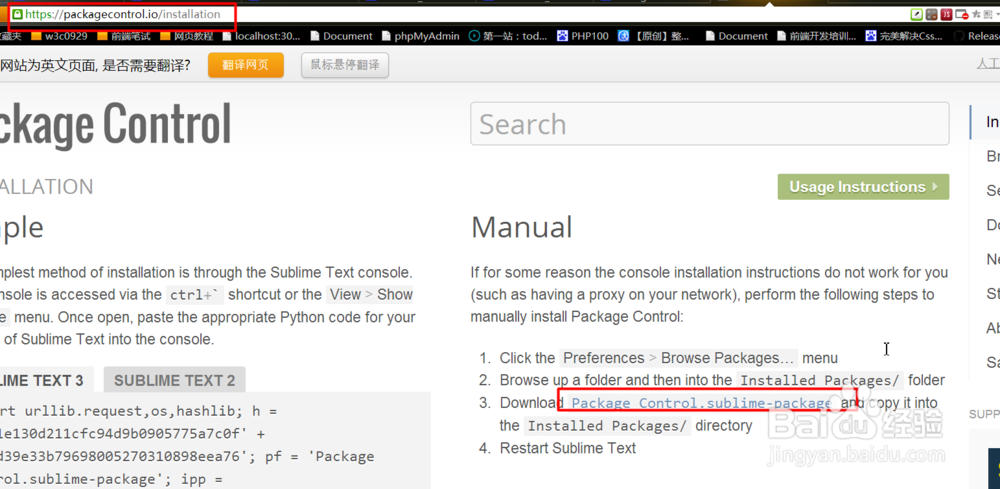 https://packagecontrol.io/installation
藏夹 w3c0929 前端笔试 网页教程 localhost:30... Document phpMyAdmin 第一站：tod... PHP100 【原创】整... Document 前端开发培训... 完美解决Css... Release
网站为英文页面, 是否需要翻译? 翻译网页 鼠标悬停翻译 人工
ckage Control
Search
ALLATION
Usage Instructions
In
Br
Se
Do
Ne
St
Ab
Sa
SUPP
ple
mplest method of installation is through the Sublime Text console.
onsole is accessed via the ctrl+` shortcut or the View > Show
e menu. Once open, paste the appropriate Python code for your
of Sublime Text into the console.
LIME TEXT 3 SUBLIME TEXT 2
rt urllib.request,os,hashlib; h =
1e130d211cfc94d9b0905775a7c0f' +
d39e33b79698005270310898eea76'; pf = 'Package
rol.sublime-package'; ipp =
Manual
If for some reason the console installation instructions do not work for you
(such as having a proxy on your network), perform the following steps to
manually install Package Control:
1. Click the Preferences > Browse Packages… menu
2. Browse up a folder and then into the Installed Packages/ folder
3. Download Package Control.sublime-package and copy it into
the Installed Packages/ directory
4. Restart Sublime Text
Baidu 经验
jingyan.baidu.com